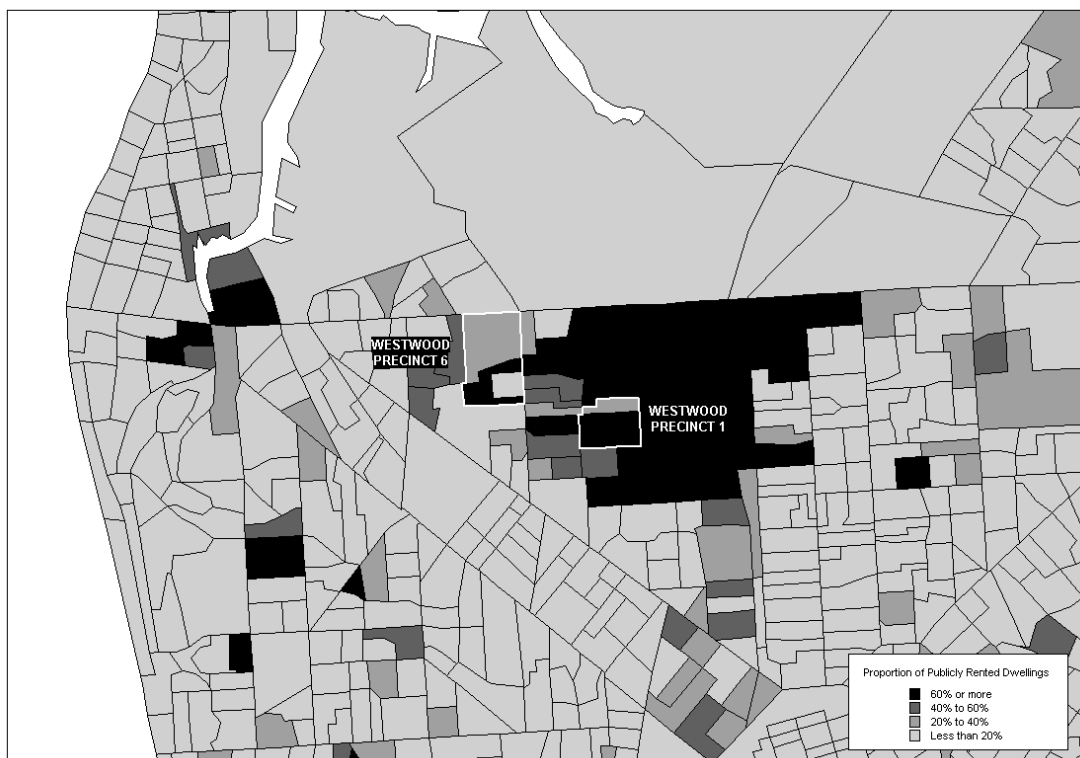 WESTWOOD
PRECINCT 6
WESTWOOD
PRECINCT 1
Proportion of Publicly Rented Dwellings
60% or more
40% to 60%
20% to 40%
Less than 20%